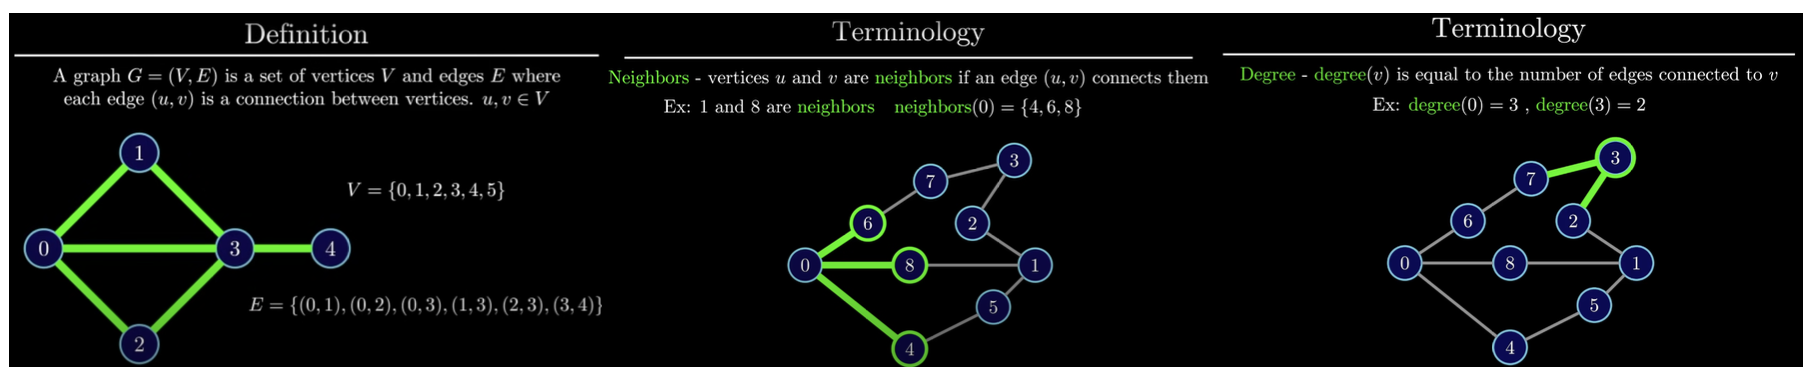 Definition
A graph G = (V, E) is a set of vertices V and edges E where
each edge (u, v) is a connection between vertices. u, v ∈ V
1
V = {0, 1, 2, 3, 4, 5}
0
3
4
E = {(0, 1), (0, 2), (0, 3), (1, 3), (2, 3), (3, 4)}
2
Terminology
Neighbors - vertices u and v are neighbors if an edge (u, v) connects them
Ex: 1 and 8 are neighbors neighbors(0) = {4, 6, 8}
3
7
6
2
0
8
1
5
4
Terminology
Degree - degree(v) is equal to the number of edges connected to v
Ex: degree(0) = 3 , degree(3) = 2
3
7
6
2
0
8
1
5
4